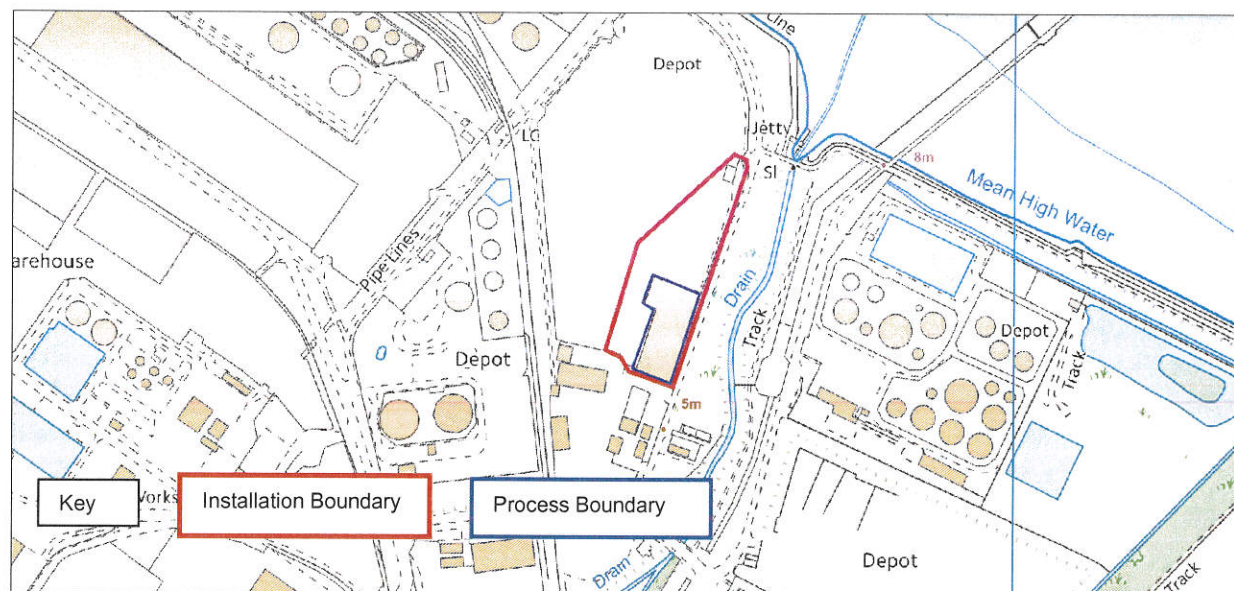 Depot
Jetty
LC
Sl
8m
Mean High Water
Pipe Lines
arehouse
Drain
Track
Depot
Depot
Track
Track
5m
Key
Works
Installation Boundary
Process Boundary
Drain
Depot
Track